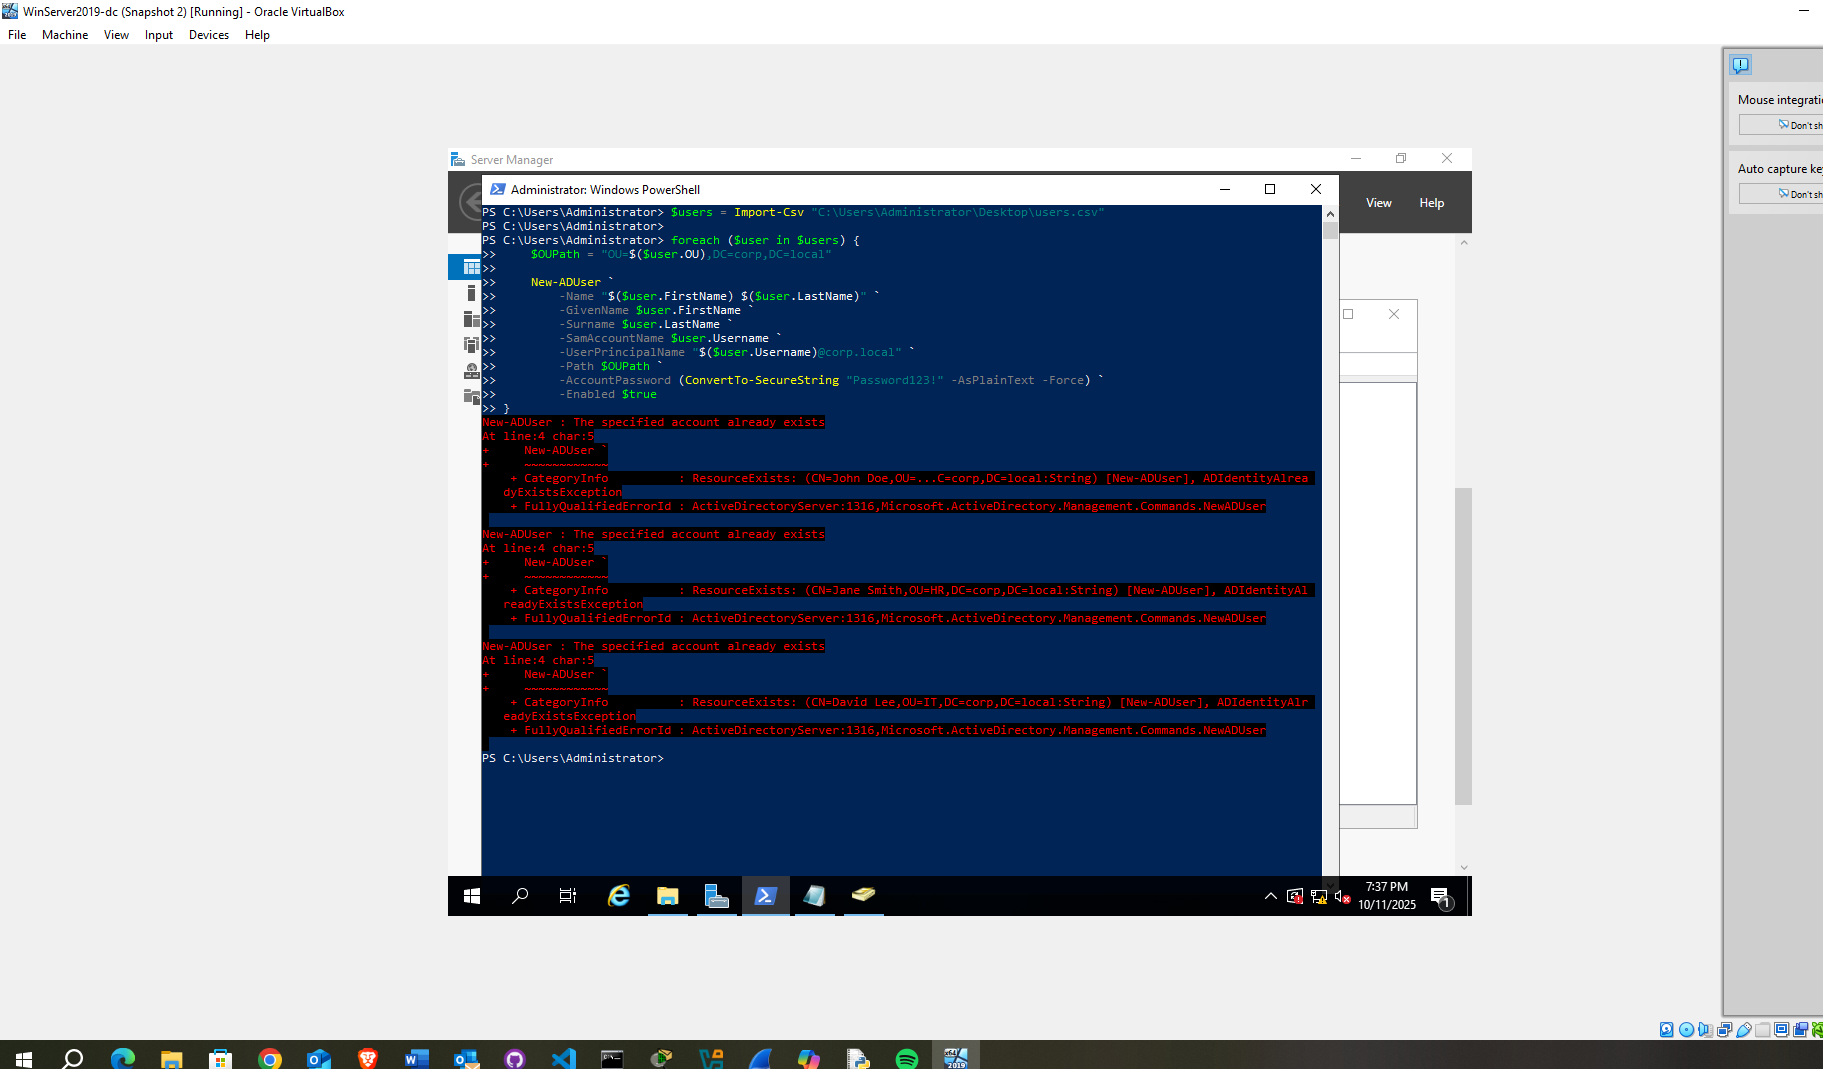 WinServer2019-dc (Snapshot 2) [Running] - Oracle VirtualBox
File Machine View Input Devices Help
Mouse integrati
Don't sh
Auto capture key
Don't sh
Server Manager
View Help
Administrator: Windows PowerShell
PS C:\Users\Administrator> $users = Import-Csv "C:\Users\Administrator\Desktop\users.csv"
PS C:\Users\Administrator>
PS C:\Users\Administrator> foreach ($user in $users) {
>>     $OUPath = "OU=$($user.OU),DC=corp,DC=local"
>>
>>     New-ADUser `
>>         -Name "$($user.FirstName) $($user.LastName)" `
>>         -GivenName $user.FirstName `
>>         -Surname $user.LastName `
>>         -SamAccountName $user.Username `
>>         -UserPrincipalName "$($user.Username)@corp.local" `
>>         -Path $OUPath `
>>         -AccountPassword (ConvertTo-SecureString "Password123!" -AsPlainText -Force) `
>>         -Enabled $true
>> }
New-ADUser : The specified account already exists
At line:4 char:5
+     New-ADUser `
+     ~~~~~~~~~~~~
    + CategoryInfo          : ResourceExists: (CN=John Doe,OU=...C=corp,DC=local:String) [New-ADUser], ADIdentityAlrea
   dyExistsException
    + FullyQualifiedErrorId : ActiveDirectoryServer:1316,Microsoft.ActiveDirectory.Management.Commands.NewADUser
New-ADUser : The specified account already exists
At line:4 char:5
+     New-ADUser `
+     ~~~~~~~~~~~~
    + CategoryInfo          : ResourceExists: (CN=Jane Smith,OU=HR,DC=corp,DC=local:String) [New-ADUser], ADIdentityAl
   readyExistsException
    + FullyQualifiedErrorId : ActiveDirectoryServer:1316,Microsoft.ActiveDirectory.Management.Commands.NewADUser
New-ADUser : The specified account already exists
At line:4 char:5
+     New-ADUser `
+     ~~~~~~~~~~~~
    + CategoryInfo          : ResourceExists: (CN=David Lee,OU=IT,DC=corp,DC=local:String) [New-ADUser], ADIdentityAlr
   eadyExistsException
    + FullyQualifiedErrorId : ActiveDirectoryServer:1316,Microsoft.ActiveDirectory.Management.Commands.NewADUser
PS C:\Users\Administrator>
7:37 PM
10/11/2025
1